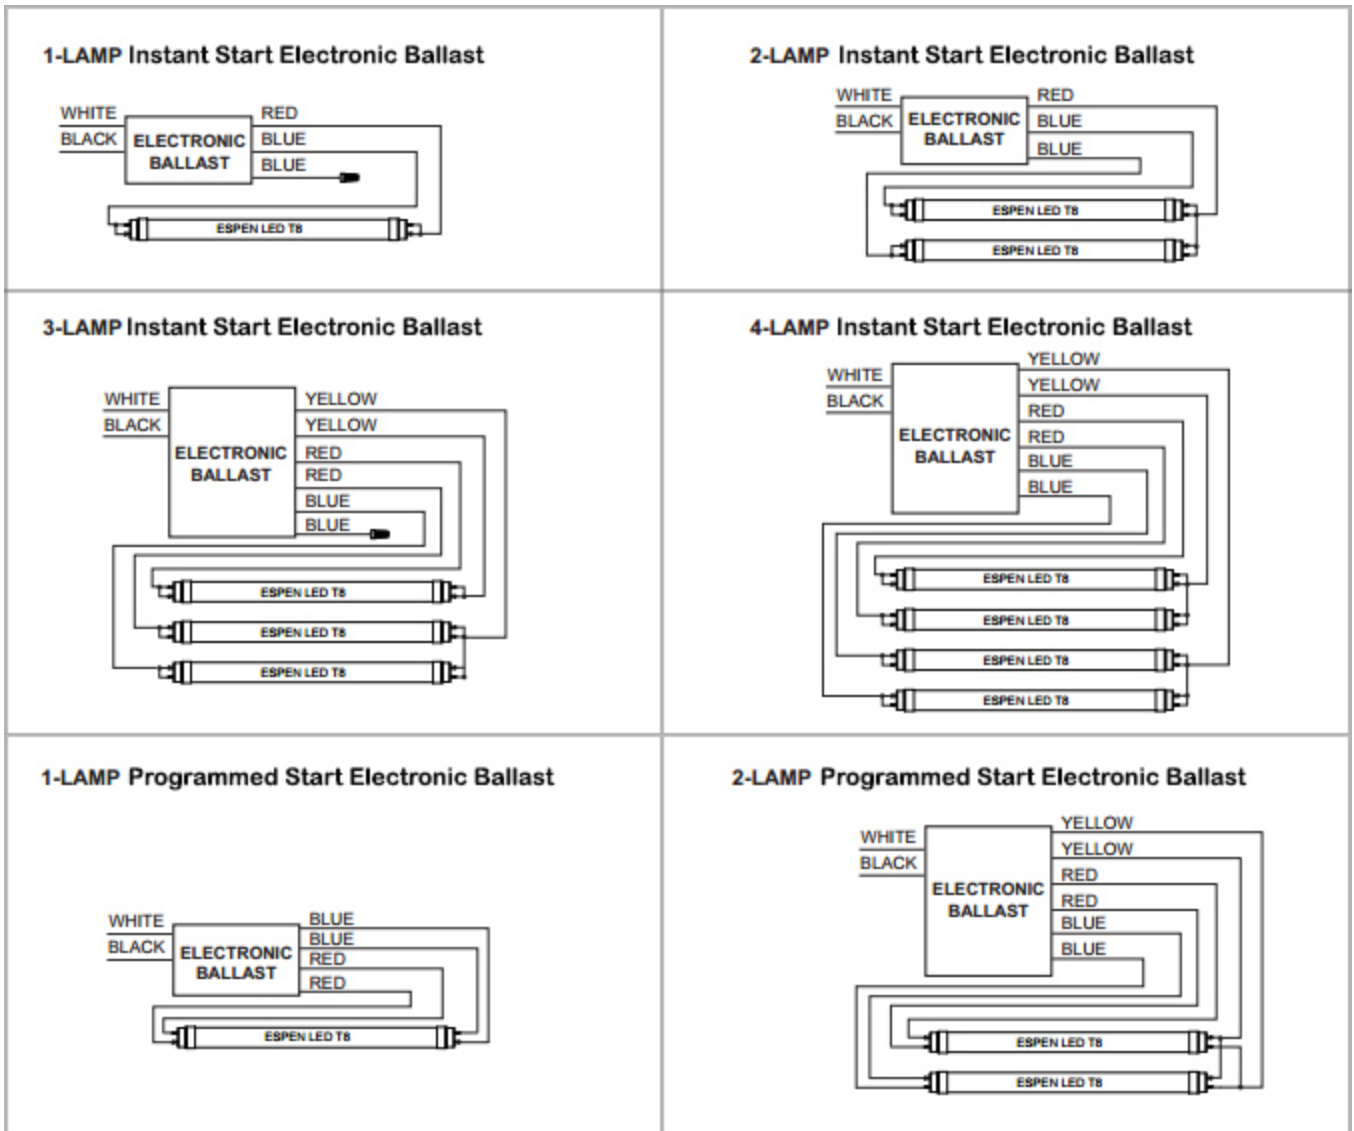 1-LAMP Instant Start Electronic Ballast
WHITE
BLACK
ELECTRONIC
BALLAST
RED
BLUE
BLUE
ESPEN LED T8
2-LAMP Instant Start Electronic Ballast
WHITE
BLACK
ELECTRONIC
BALLAST
RED
BLUE
BLUE
ESPEN LED T8
ESPEN LED T8
3-LAMP Instant Start Electronic Ballast
WHITE
BLACK
ELECTRONIC
BALLAST
YELLOW
YELLOW
RED
RED
BLUE
BLUE
ESPEN LED T8
ESPEN LED T8
ESPEN LED T8
4-LAMP Instant Start Electronic Ballast
WHITE
BLACK
ELECTRONIC
BALLAST
YELLOW
YELLOW
RED
RED
BLUE
BLUE
ESPEN LED T8
ESPEN LED T8
ESPEN LED T8
ESPEN LED T8
1-LAMP Programmed Start Electronic Ballast
WHITE
BLACK
ELECTRONIC
BALLAST
BLUE
BLUE
RED
RED
ESPEN LED T8
2-LAMP Programmed Start Electronic Ballast
WHITE
BLACK
ELECTRONIC
BALLAST
YELLOW
YELLOW
RED
RED
BLUE
BLUE
ESPEN LED T8
ESPEN LED T8